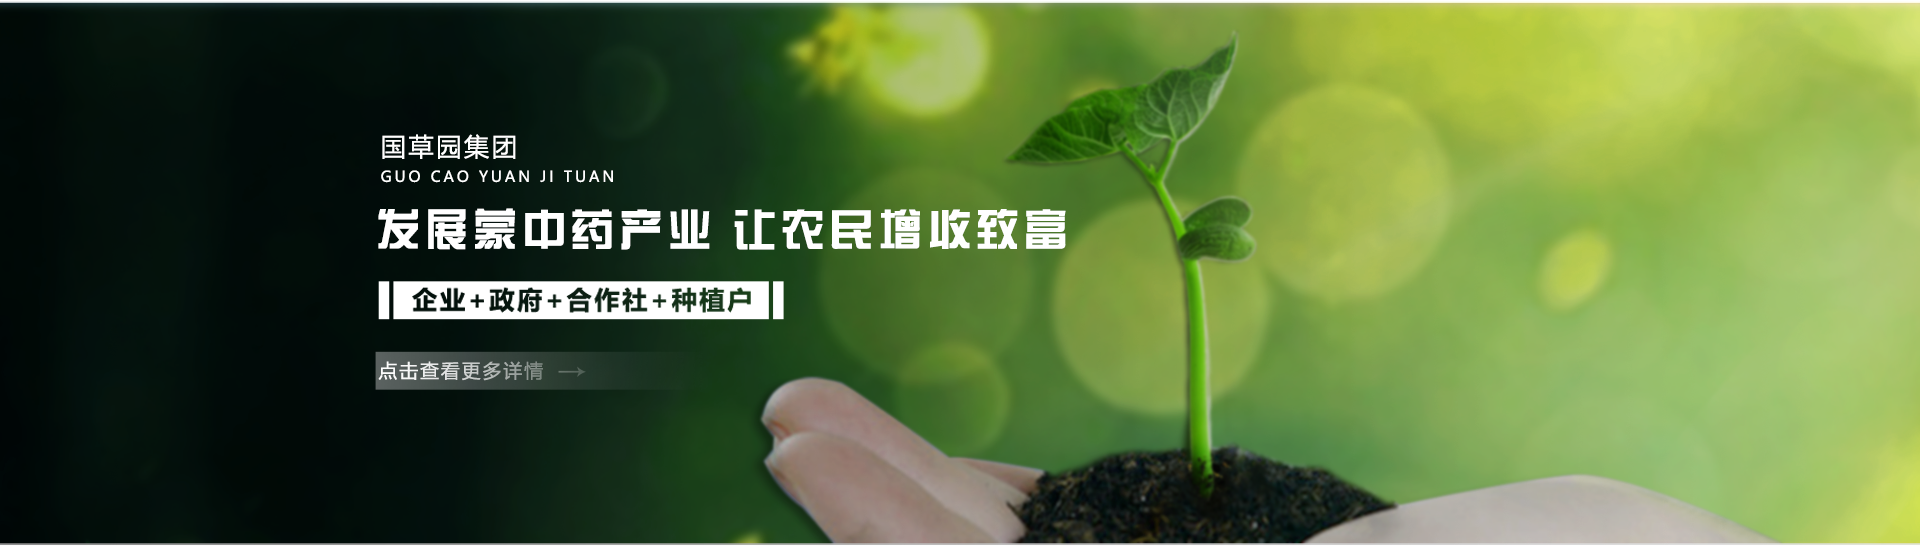 国草园集团
GUO CAO YUAN JI TUAN
发展蒙中药产业 让农民增收致富
企业+政府+合作社+种植户
点击查看更多详情 →